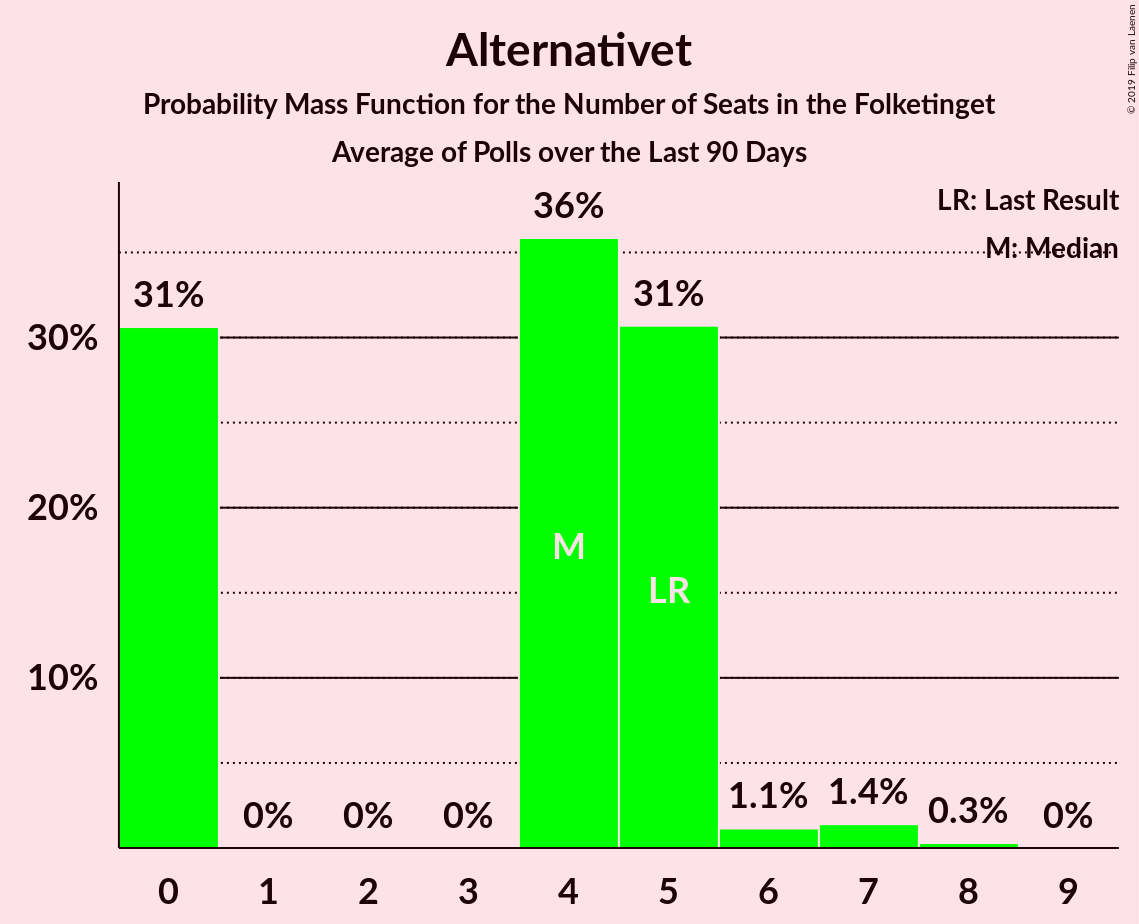 Alternativet
Probability Mass Function for the Number of Seats in the Folketinget
Average of Polls over the Last 90 Days
© 2019 Filip van Laenen
LR: Last Result
M: Median
36%
31%
31%
30%
20%
M
LR
10%
0%
0%
0%
1.1%
1.4%
0.3%
0%
0 1 2 3 4 5 6 7 8 9